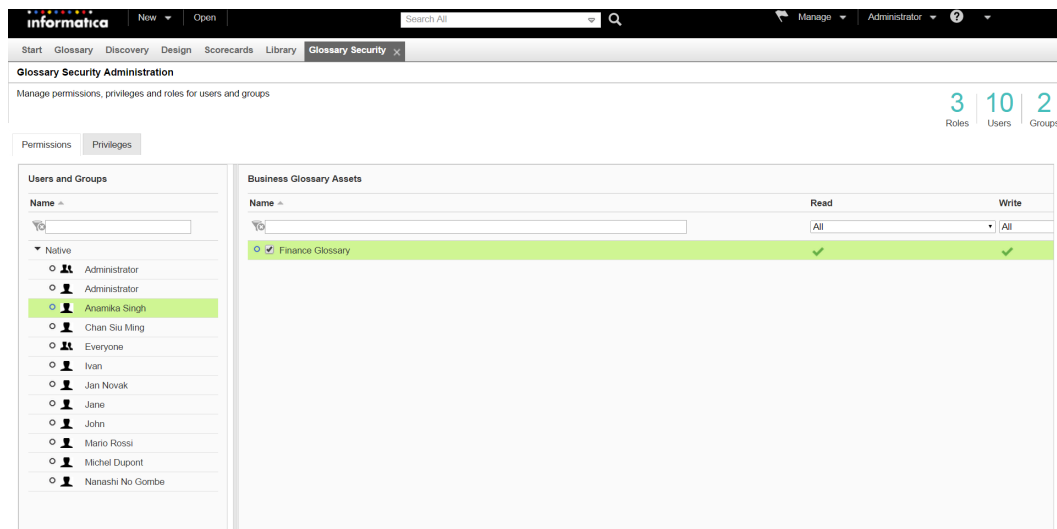 informatica New Open Search All Manage Administrator ?
Start Glossary Discovery Design Scorecards Library Glossary Security
Glossary Security Administration
Manage permissions, privileges and roles for users and groups
3 10 2
Roles Users Groups
Permissions Privileges
Users and Groups Business Glossary Assets
Name Name Read Write
All All
Native
Finance Glossary
Administrator
Administrator
Anamika Singh
Chan Siu Ming
Everyone
Ivan
Jan Novak
Jane
John
Mario Rossi
Michel Dupont
Nanashi No Gombe